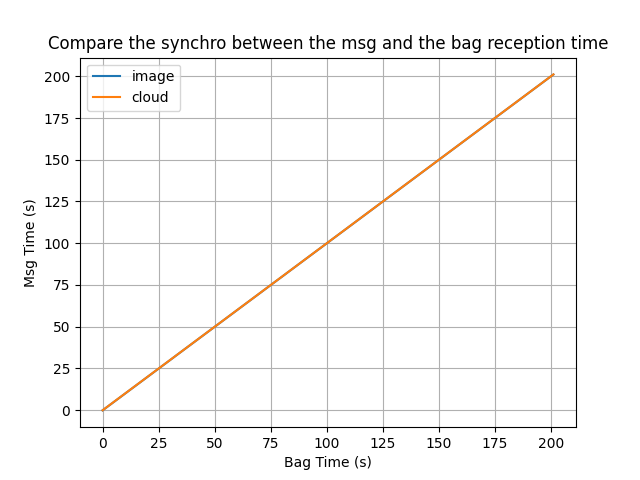 Compare the synchro between the msg and the bag reception time
image
cloud
200
175
150
125
100
75
50
25
0
Msg Time (s)
0 25 50 75 100 125 150 175 200
Bag Time (s)